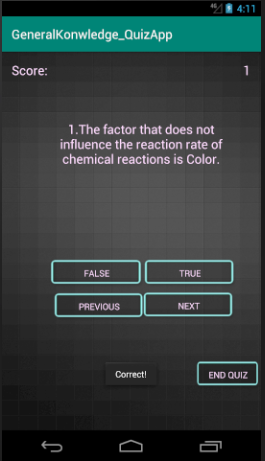 4G 4:11
GeneralKonwledge_QuizApp
Score: 1
1.The factor that does not
influence the reaction rate of
chemical reactions is Color.
FALSE TRUE
PREVIOUS NEXT
Correct! END QUIZ